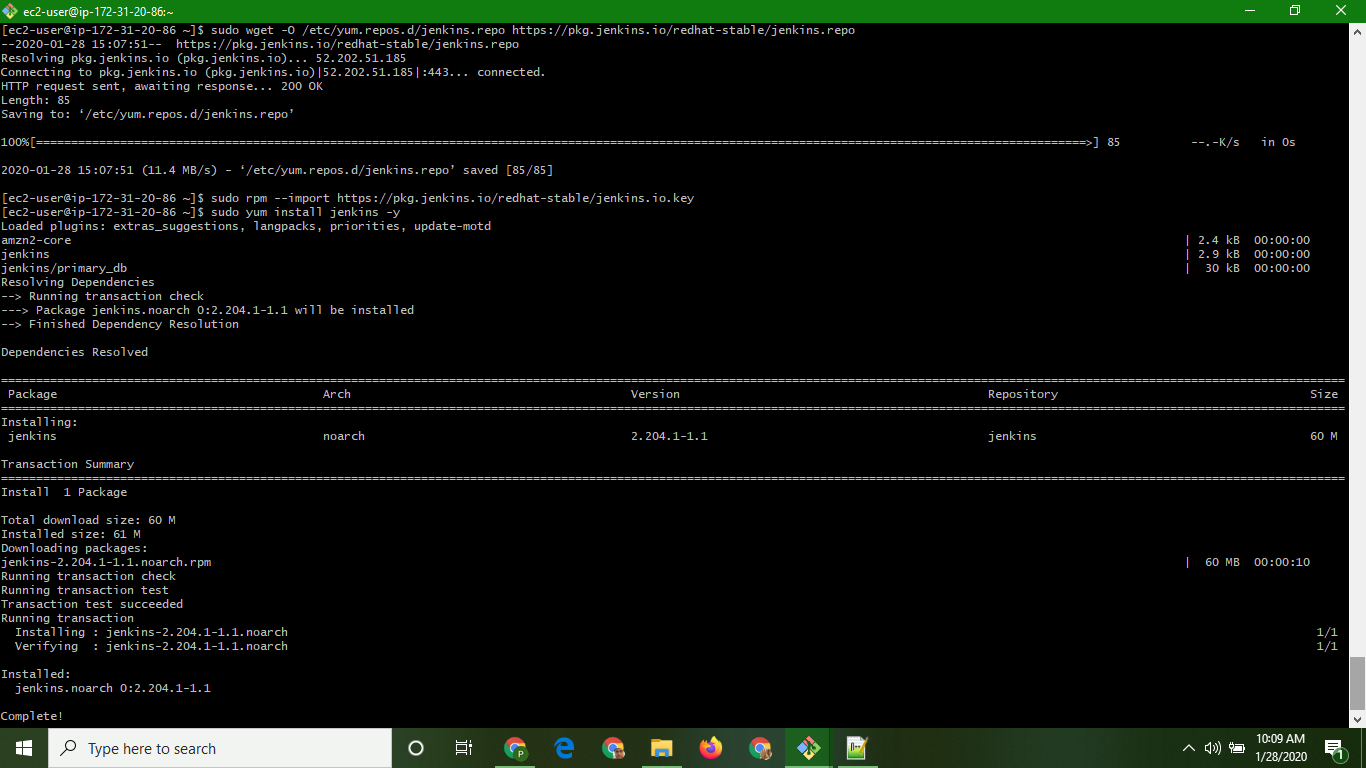 ec2-user@ip-172-31-20-86:~
[ec2-user@ip-172-31-20-86 ~]$ sudo wget -O /etc/yum.repos.d/jenkins.repo https://pkg.jenkins.io/redhat-stable/jenkins.repo
--2020-01-28 15:07:51--  https://pkg.jenkins.io/redhat-stable/jenkins.repo
Resolving pkg.jenkins.io (pkg.jenkins.io)... 52.202.51.185
Connecting to pkg.jenkins.io (pkg.jenkins.io)|52.202.51.185|:443... connected.
HTTP request sent, awaiting response... 200 OK
Length: 85
Saving to: ‘/etc/yum.repos.d/jenkins.repo’
100%[======================================================================================================================================================>] 85          --.-K/s   in 0s
2020-01-28 15:07:51 (11.4 MB/s) - ‘/etc/yum.repos.d/jenkins.repo’ saved [85/85]
[ec2-user@ip-172-31-20-86 ~]$ sudo rpm --import https://pkg.jenkins.io/redhat-stable/jenkins.io.key
[ec2-user@ip-172-31-20-86 ~]$ sudo yum install jenkins -y
Loaded plugins: extras_suggestions, langpacks, priorities, update-motd
amzn2-core | 2.4 kB  00:00:00
jenkins | 2.9 kB  00:00:00
jenkins/primary_db |  30 kB  00:00:00
Resolving Dependencies
--> Running transaction check
---> Package jenkins.noarch 0:2.204.1-1.1 will be installed
--> Finished Dependency Resolution
Dependencies Resolved
Package Arch Version Repository Size
Installing:
jenkins noarch 2.204.1-1.1 jenkins 60 M
Transaction Summary
Install  1 Package
Total download size: 60 M
Installed size: 61 M
Downloading packages:
jenkins-2.204.1-1.1.noarch.rpm |  60 MB  00:00:10
Running transaction check
Running transaction test
Transaction test succeeded
Running transaction
Installing : jenkins-2.204.1-1.1.noarch 1/1
Verifying  : jenkins-2.204.1-1.1.noarch 1/1
Installed:
jenkins.noarch 0:2.204.1-1.1
Complete!
Type here to search
P
10:09 AM
1/28/2020
1